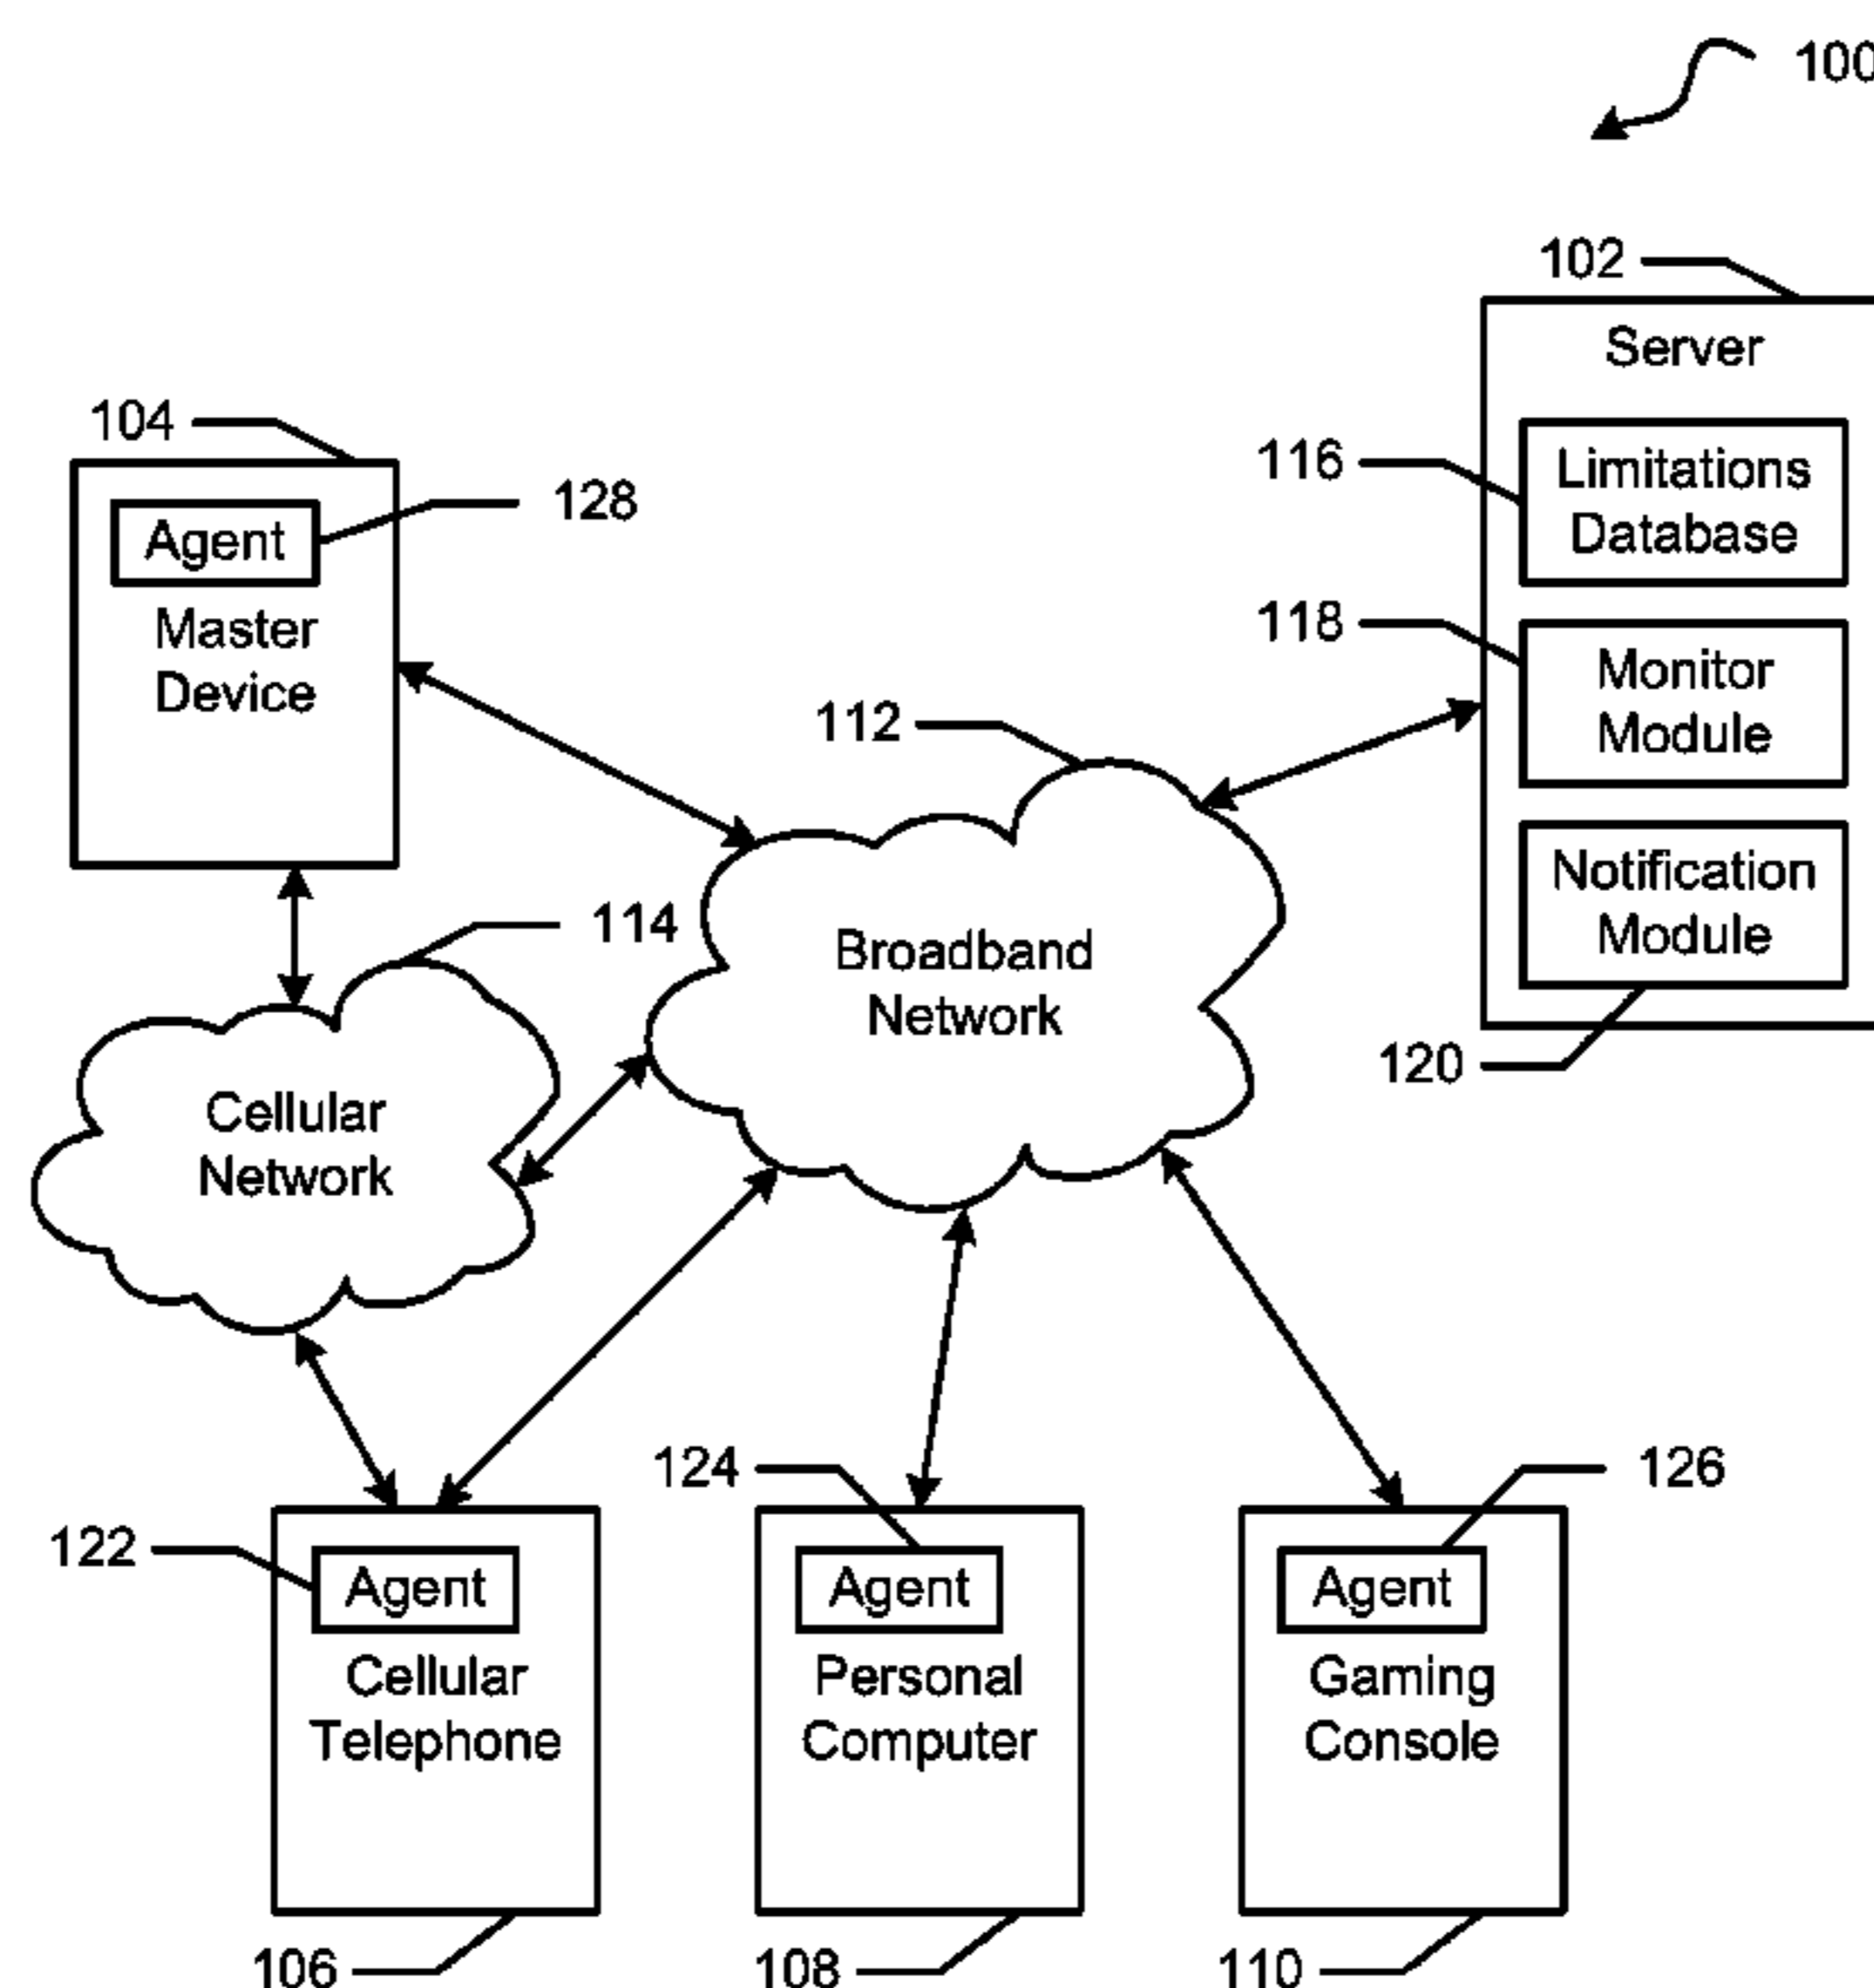 100
102
Server
104
116
Limitations
Database
128
Agent
118
Master
Device
Monitor
Module
112
Notification
Module
114
Broadband
Network
120
Cellular
Network
124
126
122
Agent
Agent
Agent
Cellular
Telephone
Personal
Computer
Gaming
Console
106
108
110